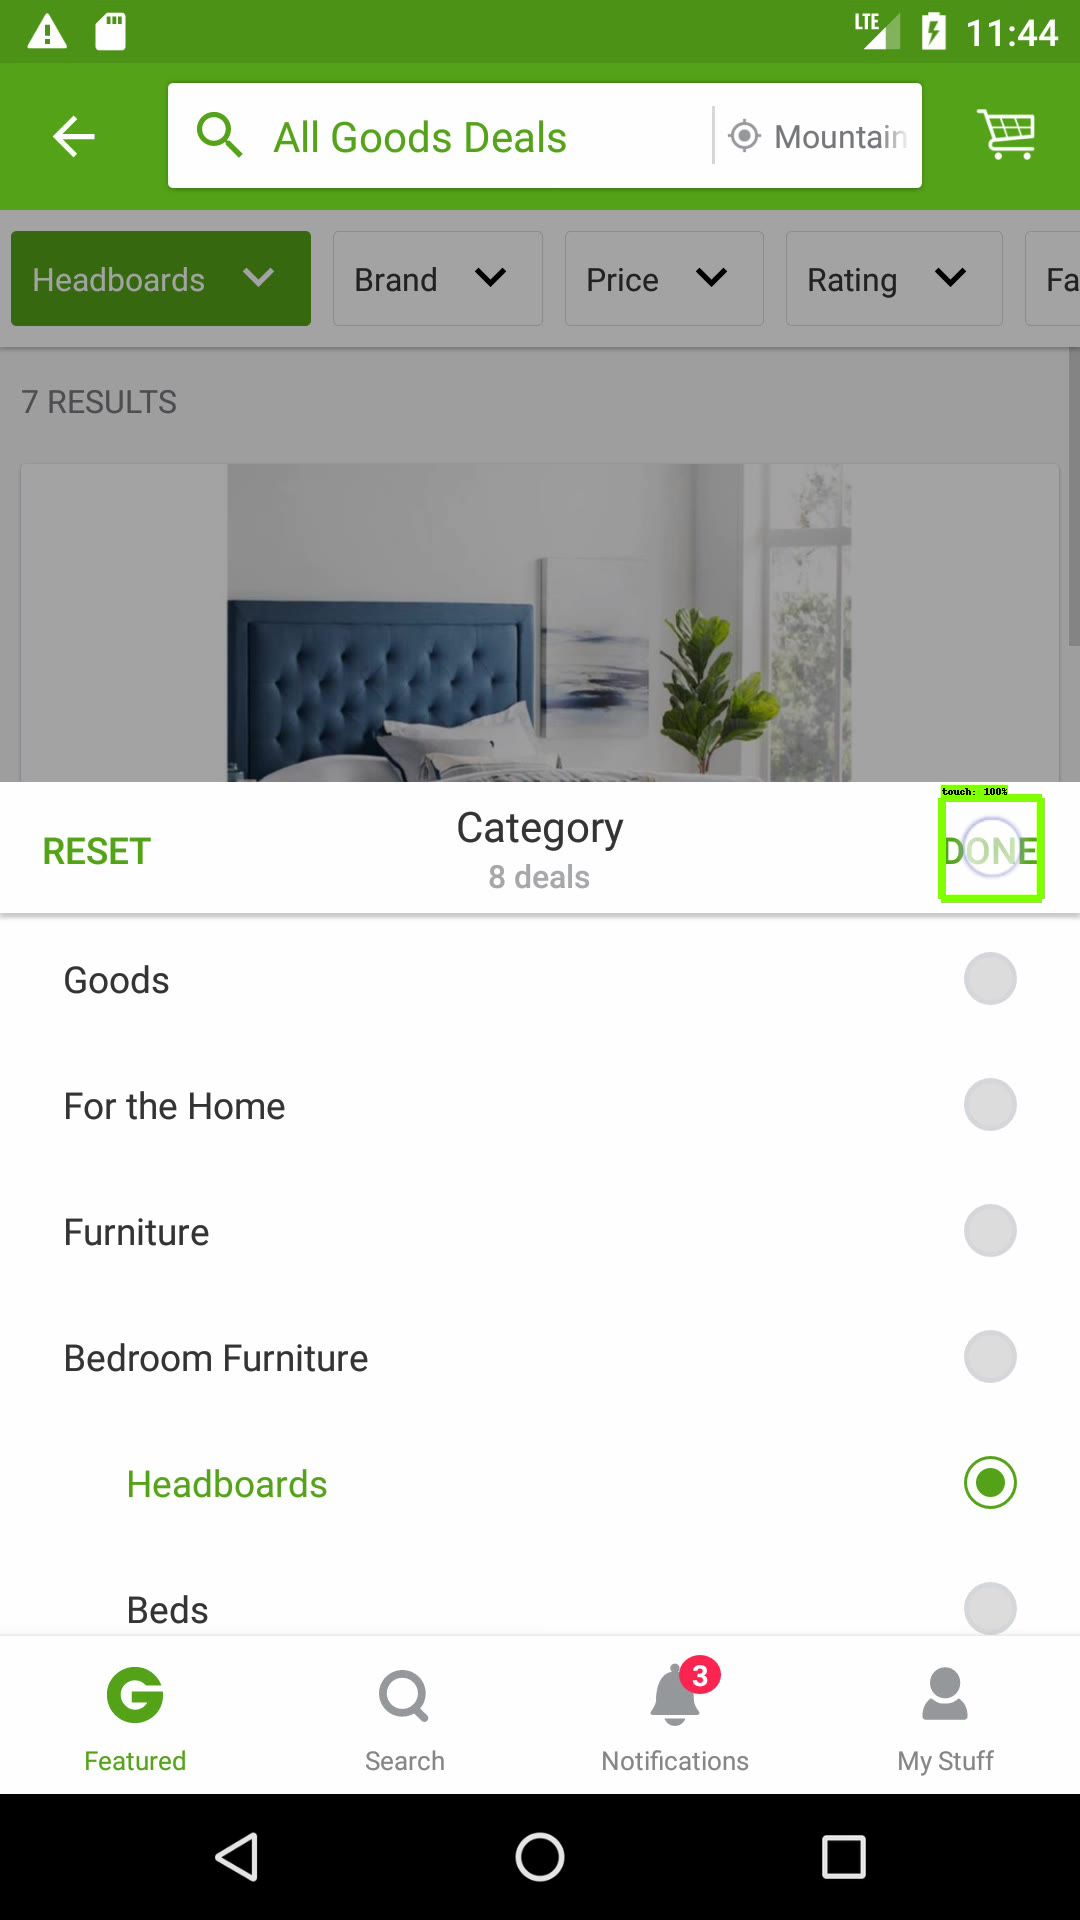 LTE 11:44
All Goods Deals Mountain
Headboards Brand Price Rating Fa
7 RESULTS
touch: 100%
RESET Category DONE
8 deals
Goods
For the Home
Furniture
Bedroom Furniture
Headboards
Beds
3
Featured Search Notifications My Stuff